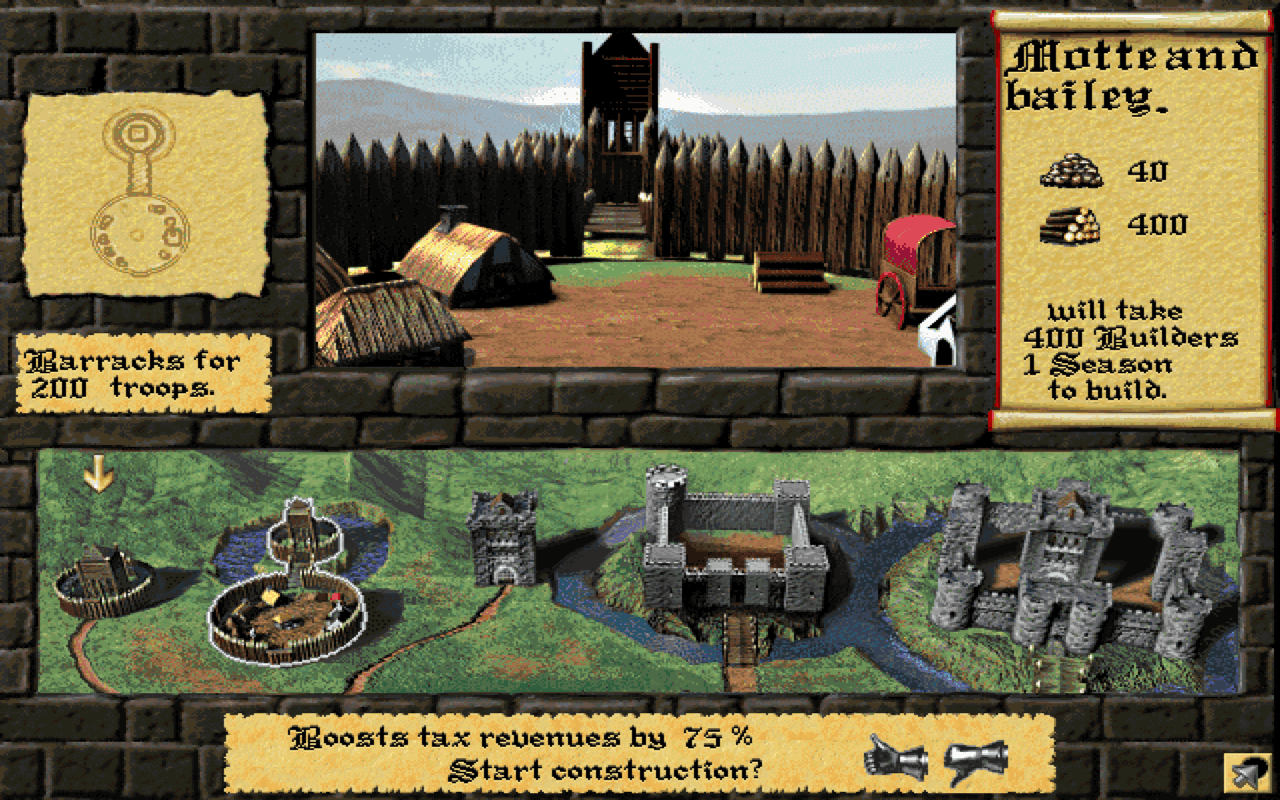 Motte and
bailey.
40
400
will take
400 Builders
1 Season
to build.
Barracks for
200 troops.
Boosts tax revenues by 75 %
Start construction?